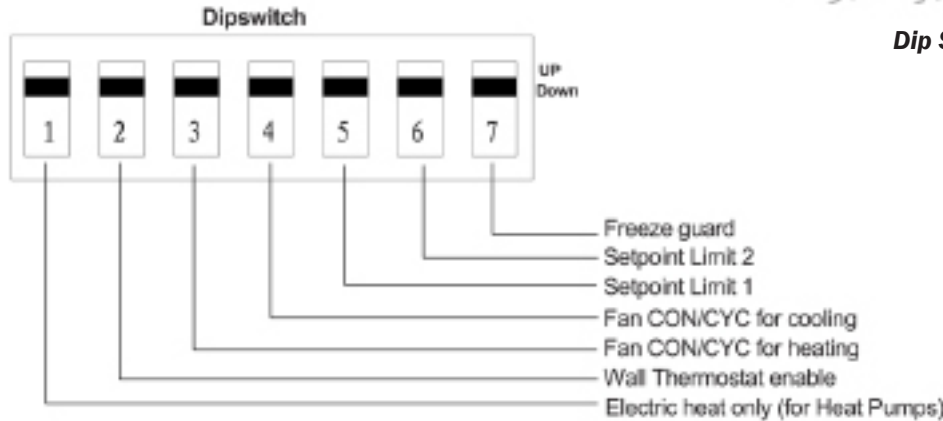 Dipswitch
Dip S
UP
Down
1 2 3 4 5 6 7
Freeze guard
Setpoint Limit 2
Setpoint Limit 1
Fan CON/CYC for cooling
Fan CON/CYC for heating
Wall Thermostat enable
Electric heat only (for Heat Pumps)